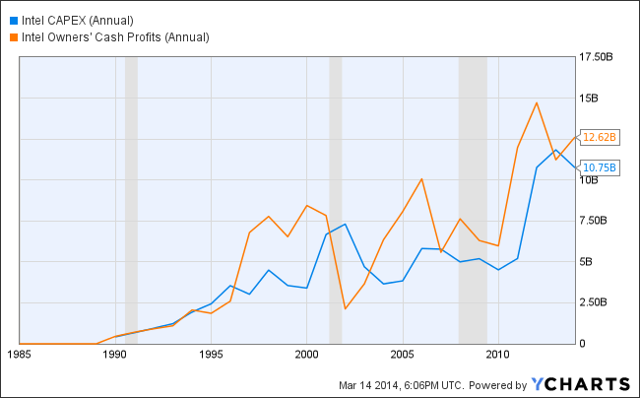 Intel CAPEX (Annual)
Intel Owners' Cash Profits (Annual)
17.50B
15B
12.62B
10.75B
10B
7.50B
5B
2.50B
0
1985 1990 1995 2000 2005 2010
Mar 14 2014, 6:06PM UTC. Powered by YCHARTS